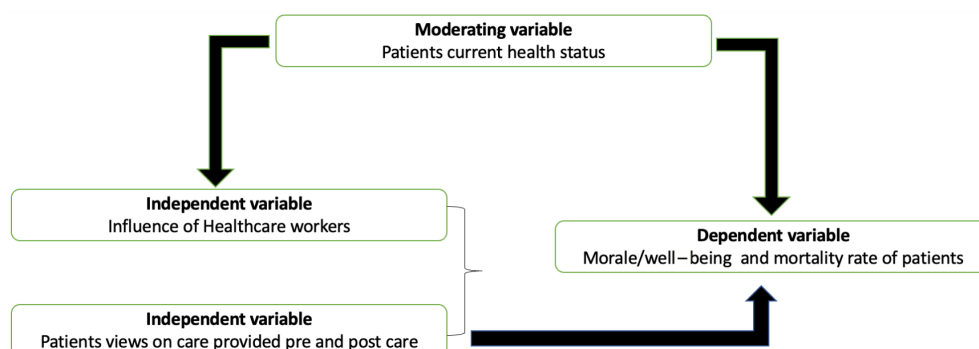 Moderating variable
Patients current health status
Independent variable
Influence of Healthcare workers
Dependent variable
Morale/well–being and mortality rate of patients
Independent variable
Patients views on care provided pre and post care